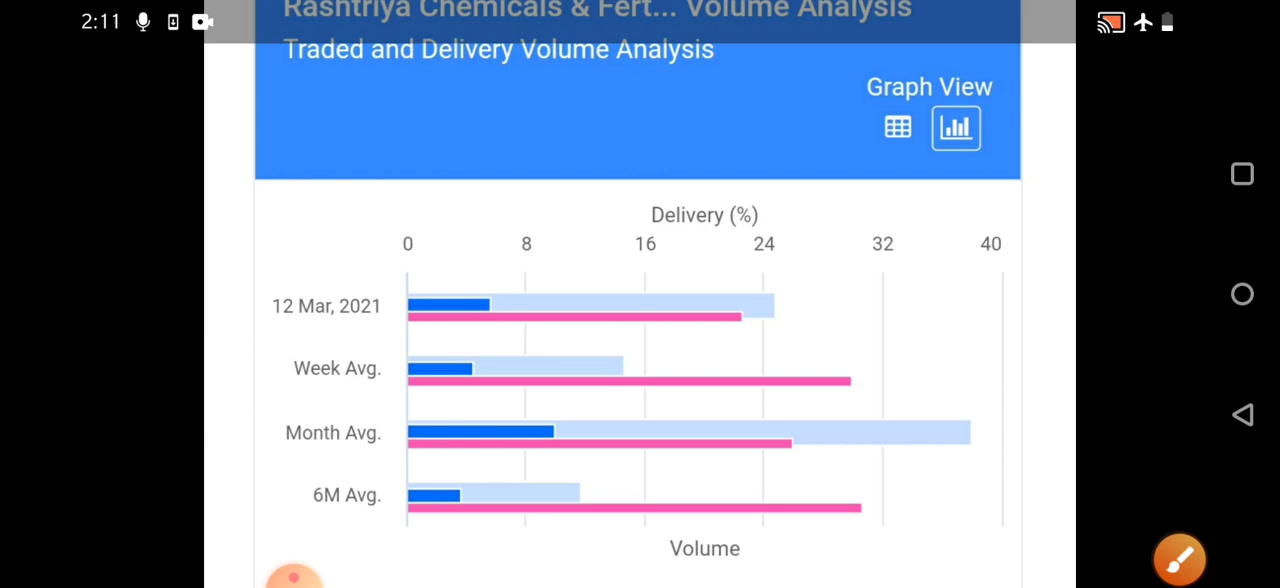 2:11
Rashtriya Chemicals & Fert... Volume Analysis
Traded and Delivery Volume Analysis
Graph View
Delivery (%)
0 8 16 24 32 40
12 Mar, 2021
Week Avg.
Month Avg.
6M Avg.
Volume